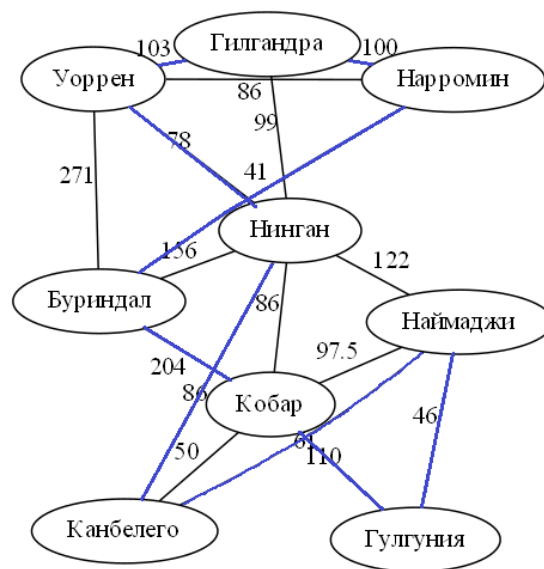 Гилгандра
103
100
Уоррен
Нарромин
86
99
78
271
41
Нинган
156
122
Буриндал
86
Наймаджи
97.5
204
86
Кобар
46
61
110
50
Канбелего
Гулгуния